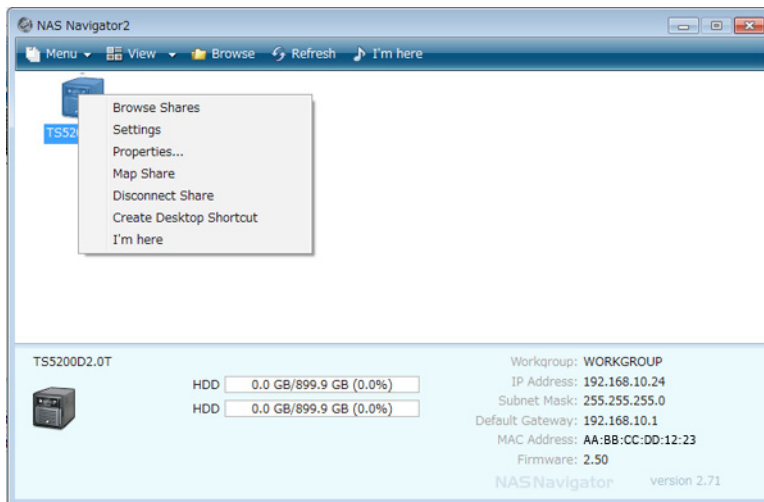 NAS Navigator2
Menu View Browse Refresh I'm here
TS52
Browse Shares
Settings
Properties...
Map Share
Disconnect Share
Create Desktop Shortcut
I'm here
TS5200D2.0T
HDD 0.0 GB/899.9 GB (0.0%)
HDD 0.0 GB/899.9 GB (0.0%)
Workgroup: WORKGROUP
IP Address: 192.168.10.24
Subnet Mask: 255.255.255.0
Default Gateway: 192.168.10.1
MAC Address: AA:BB:CC:DD:12:23
Firmware: 2.50
NAS Navigator version 2.71